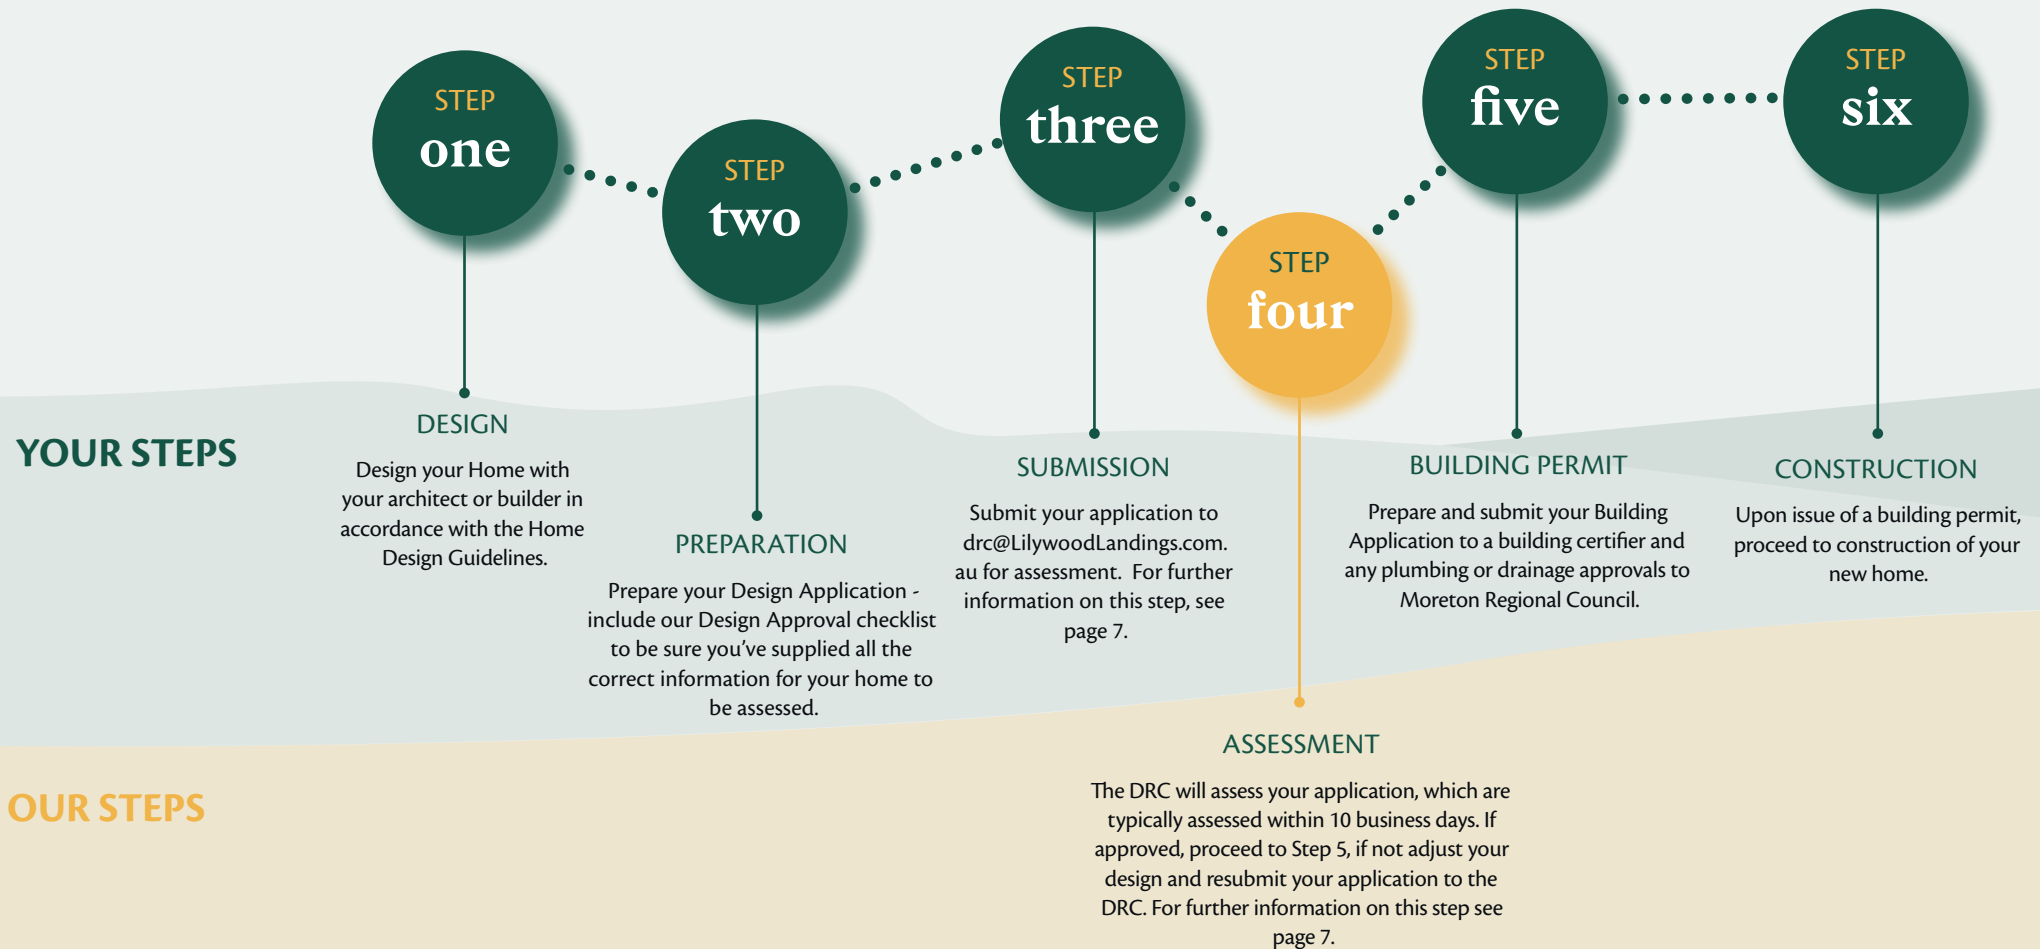 STEP
one
STEP
two
STEP
three
STEP
four
STEP
five
STEP
six
YOUR STEPS
DESIGN
Design your Home with
your architect or builder in
accordance with the Home
Design Guidelines.
PREPARATION
Prepare your Design Application -
include our Design Approval checklist
to be sure you've supplied all the
correct information for your home to
be assessed.
SUBMISSION
Submit your application to
drc@LilywoodLandings.com.
au for assessment.  For further
information on this step, see
page 7.
BUILDING PERMIT
Prepare and submit your Building
Application to a building certifier and
any plumbing or drainage approvals to
Moreton Regional Council.
CONSTRUCTION
Upon issue of a building permit,
proceed to construction of your
new home.
OUR STEPS
ASSESSMENT
The DRC will assess your application, which are
typically assessed within 10 business days. If
approved, proceed to Step 5, if not adjust your
design and resubmit your application to the
DRC. For further information on this step see
page 7.